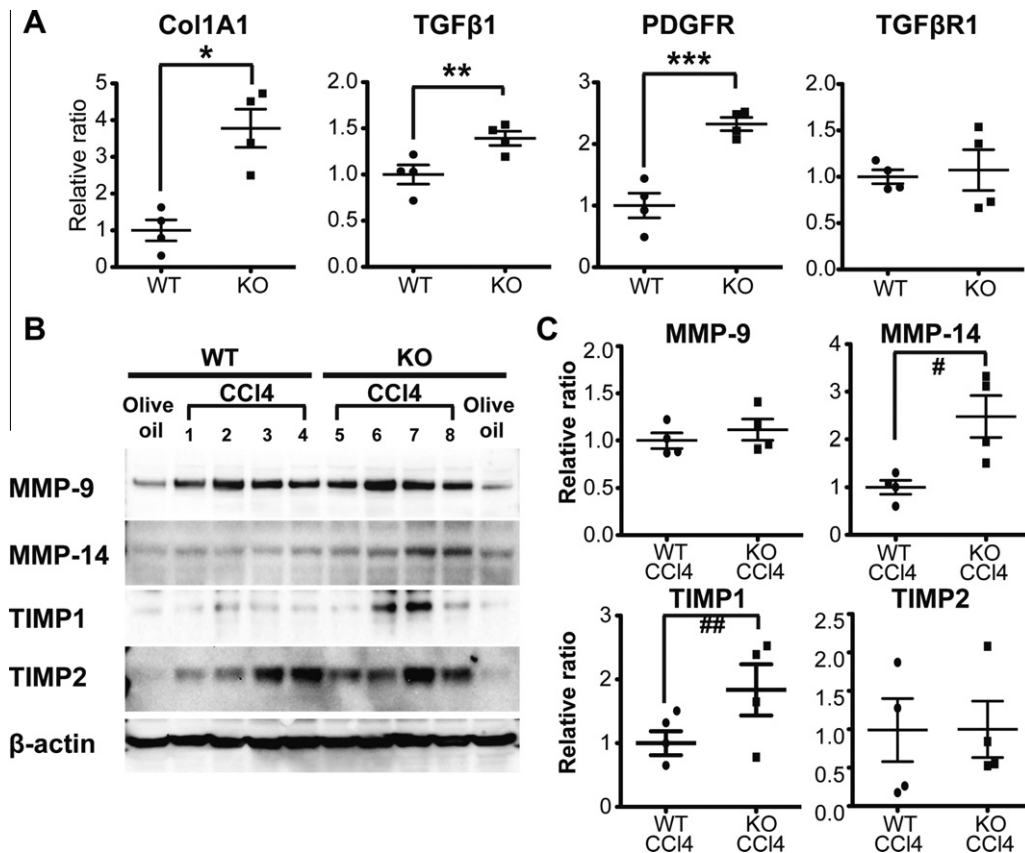 A
Col1A1
TGFβ1
PDGFR
TGFβR1
*
**
***
Relative ratio
5
4
3
2
1
0
WT KO
2.0
1.5
1.0
0.5
0.0
WT KO
3
2
1
0
WT KO
2.0
1.5
1.0
0.5
0.0
WT KO
B
WT KO
Olive oil
CCl4
CCl4
Olive oil
1 2 3 4 5 6 7 8
MMP-9
MMP-14
TIMP1
TIMP2
β-actin
C
MMP-9
Relative ratio
2.0
1.5
1.0
0.5
0.0
WT KO
CCl4 CCl4
MMP-14
#
4
3
2
1
0
WT KO
CCl4 CCl4
TIMP1
##
Relative ratio
3
2
1
0
WT KO
CCl4 CCl4
TIMP2
2.5
2.0
1.5
1.0
0.5
0.0
WT KO
CCl4 CCl4